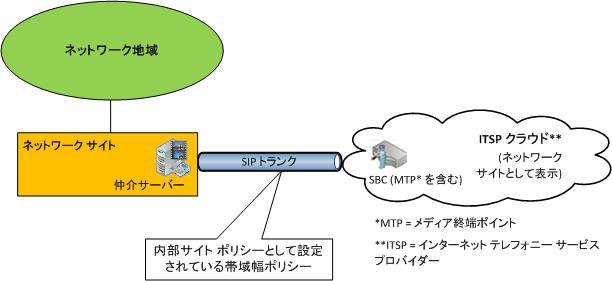 ネットワーク地域
ネットワーク サイト
仲介サーバー
SIP トランク
ITSP クラウド**
(ネットワーク
サイトとして表示)
SBC (MTP* を含む)
内部サイト ポリシーとして設定
されている帯域幅ポリシー
*MTP = メディア終端ポイント
**ITSP = インターネット テレフォニー サービス
プロバイダー